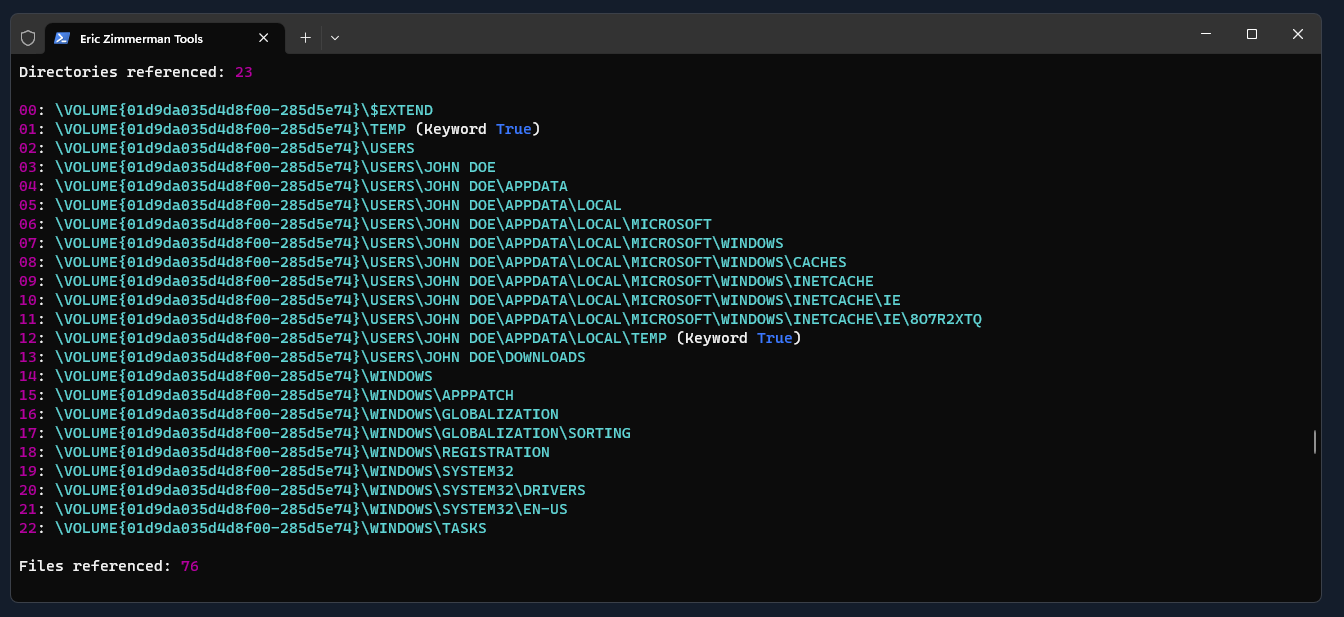 Eric Zimmerman Tools
Directories referenced: 23
00: \VOLUME{01d9da035d4d8f00-285d5e74}\$EXTEND
01: \VOLUME{01d9da035d4d8f00-285d5e74}\TEMP (Keyword True)
02: \VOLUME{01d9da035d4d8f00-285d5e74}\USERS
03: \VOLUME{01d9da035d4d8f00-285d5e74}\USERS\JOHN DOE
04: \VOLUME{01d9da035d4d8f00-285d5e74}\USERS\JOHN DOE\APPDATA
05: \VOLUME{01d9da035d4d8f00-285d5e74}\USERS\JOHN DOE\APPDATA\LOCAL
06: \VOLUME{01d9da035d4d8f00-285d5e74}\USERS\JOHN DOE\APPDATA\LOCAL\MICROSOFT
07: \VOLUME{01d9da035d4d8f00-285d5e74}\USERS\JOHN DOE\APPDATA\LOCAL\MICROSOFT\WINDOWS
08: \VOLUME{01d9da035d4d8f00-285d5e74}\USERS\JOHN DOE\APPDATA\LOCAL\MICROSOFT\WINDOWS\CACHES
09: \VOLUME{01d9da035d4d8f00-285d5e74}\USERS\JOHN DOE\APPDATA\LOCAL\MICROSOFT\WINDOWS\INETCACHE
10: \VOLUME{01d9da035d4d8f00-285d5e74}\USERS\JOHN DOE\APPDATA\LOCAL\MICROSOFT\WINDOWS\INETCACHE\IE
11: \VOLUME{01d9da035d4d8f00-285d5e74}\USERS\JOHN DOE\APPDATA\LOCAL\MICROSOFT\WINDOWS\INETCACHE\IE\8O7R2XTQ
12: \VOLUME{01d9da035d4d8f00-285d5e74}\USERS\JOHN DOE\APPDATA\LOCAL\TEMP (Keyword True)
13: \VOLUME{01d9da035d4d8f00-285d5e74}\USERS\JOHN DOE\DOWNLOADS
14: \VOLUME{01d9da035d4d8f00-285d5e74}\WINDOWS
15: \VOLUME{01d9da035d4d8f00-285d5e74}\WINDOWS\APPPATCH
16: \VOLUME{01d9da035d4d8f00-285d5e74}\WINDOWS\GLOBALIZATION
17: \VOLUME{01d9da035d4d8f00-285d5e74}\WINDOWS\GLOBALIZATION\SORTING
18: \VOLUME{01d9da035d4d8f00-285d5e74}\WINDOWS\REGISTRATION
19: \VOLUME{01d9da035d4d8f00-285d5e74}\WINDOWS\SYSTEM32
20: \VOLUME{01d9da035d4d8f00-285d5e74}\WINDOWS\SYSTEM32\DRIVERS
21: \VOLUME{01d9da035d4d8f00-285d5e74}\WINDOWS\SYSTEM32\EN-US
22: \VOLUME{01d9da035d4d8f00-285d5e74}\WINDOWS\TASKS
Files referenced: 76